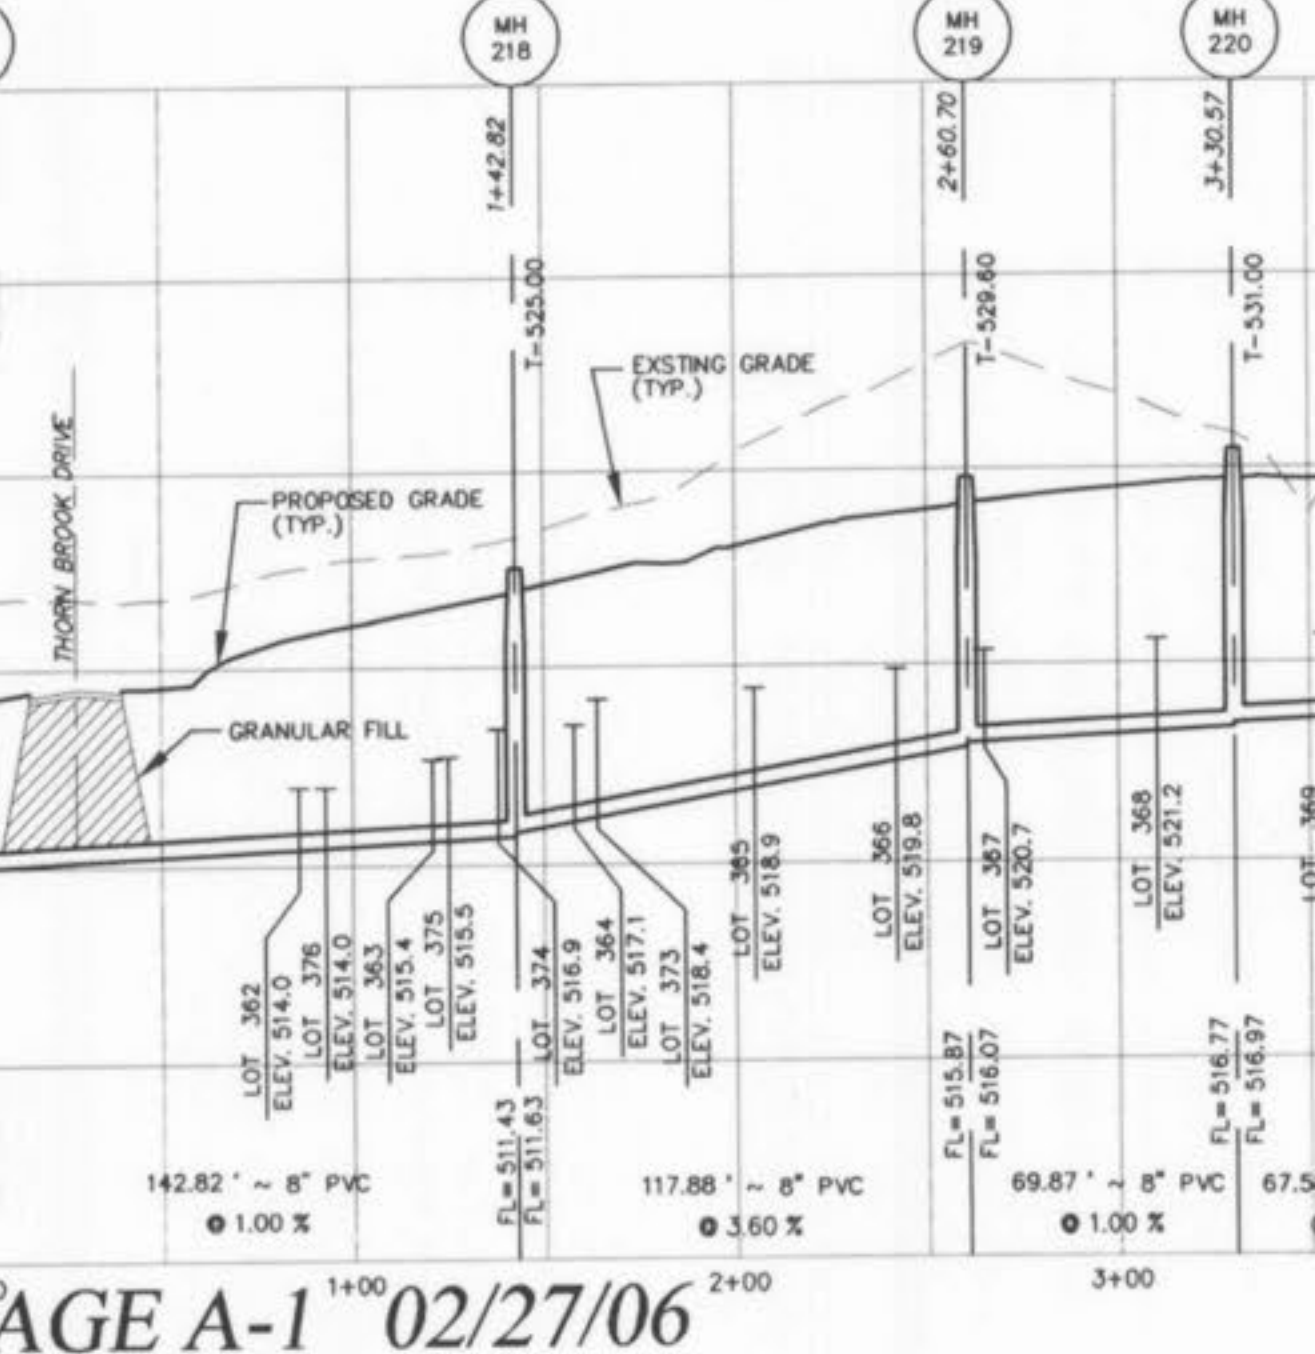 MH
218
MH
219
MH
220
1+42.82
2+60.70
3+30.57
T-525.00
T-529.60
T-531.00
EXSTING GRADE
(TYP.)
THORN BROOK DRIVE
PROPOSED GRADE
(TYP.)
GRANULAR FILL
LOT 362
ELEV. 514.0
LOT 376
ELEV. 514.0
LOT 363
ELEV. 515.4
LOT 375
ELEV. 515.5
LOT 374
ELEV. 516.9
LOT 364
ELEV. 517.1
LOT 373
ELEV. 518.4
LOT 365
ELEV. 518.9
LOT 366
ELEV. 519.8
LOT 367
ELEV. 520.7
LOT 368
ELEV. 521.2
LOT 369
FL= 511.43
FL= 511.63
FL= 515.87
FL= 516.07
FL= 516.77
FL= 516.97
142.82 ' ~ 8" PVC
@ 1.00 %
117.88 ' ~ 8" PVC
@ 3.60 %
69.87 ' ~ 8" PVC
@ 1.00 %
67.5
1+00
2+00
3+00
AGE A-1 02/27/06